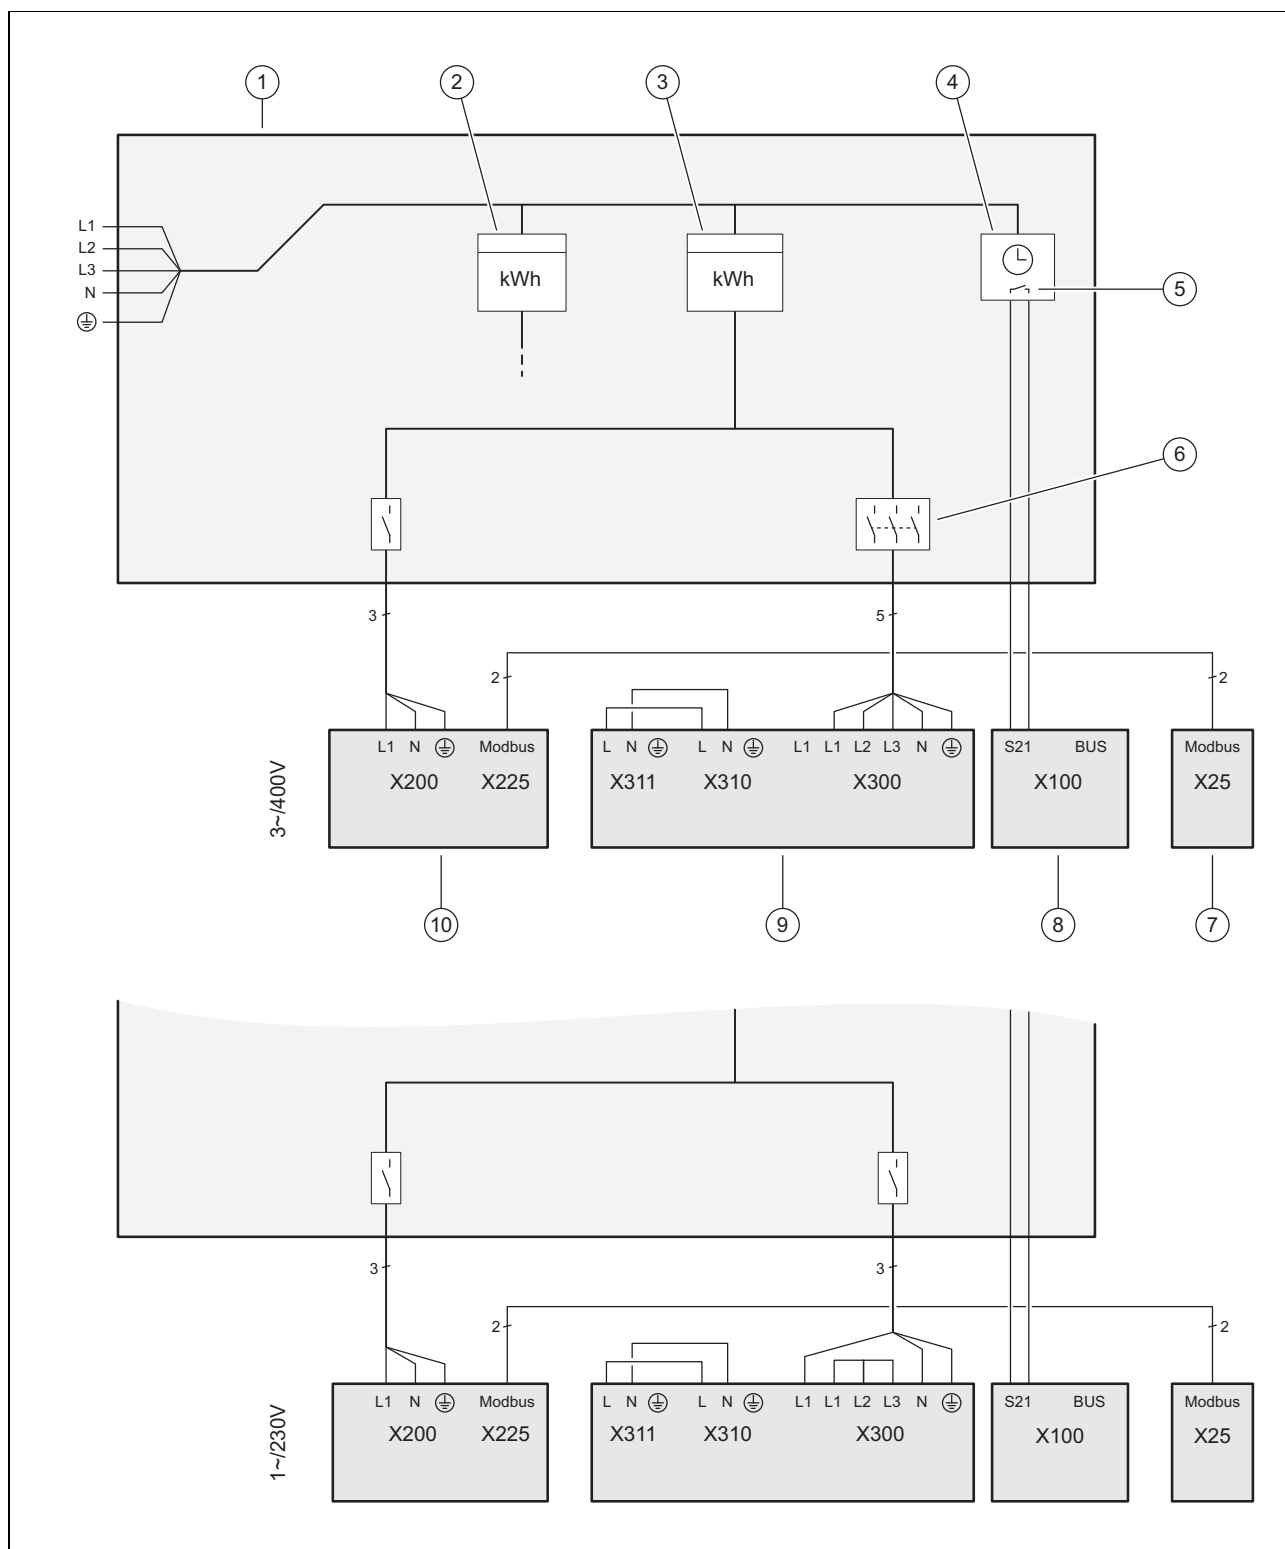 1 2 3 4
L1
L2
L3
N
kWh kWh
5
6
3 5
2 2
3~/400V
L1 N Modbus L N L N L1 L1 L2 L3 N S21 BUS Modbus
X200 X225 X311 X310 X300 X100 X25
10 9 8 7
3 3
2 2
1~/230V
L1 N Modbus L N L N L1 L1 L2 L3 N S21 BUS Modbus
X200 X225 X311 X310 X300 X100 X25